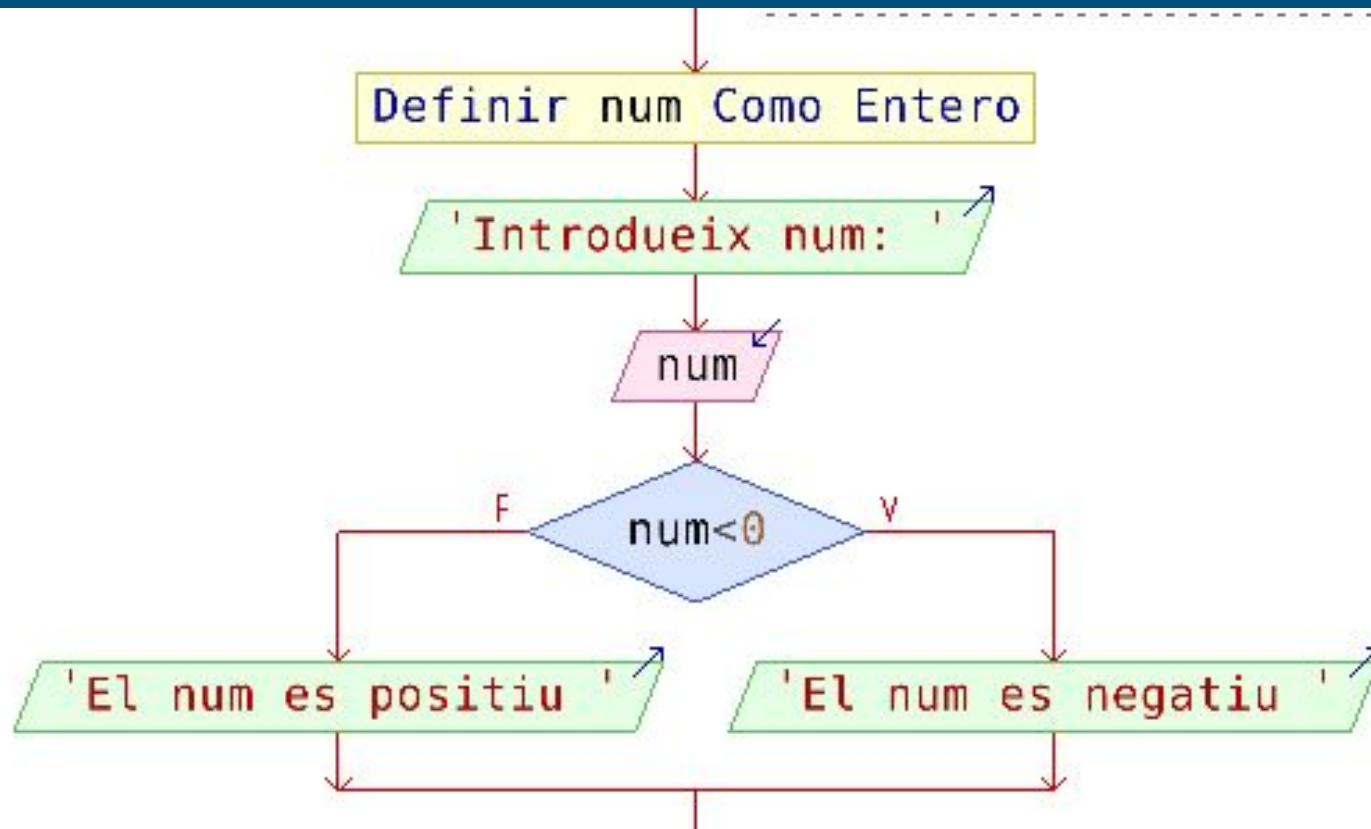 Definir num Como Entero
'Introdueix num: '
num
F
num<0
V
'El num es positiu '
'El num es negatiu '